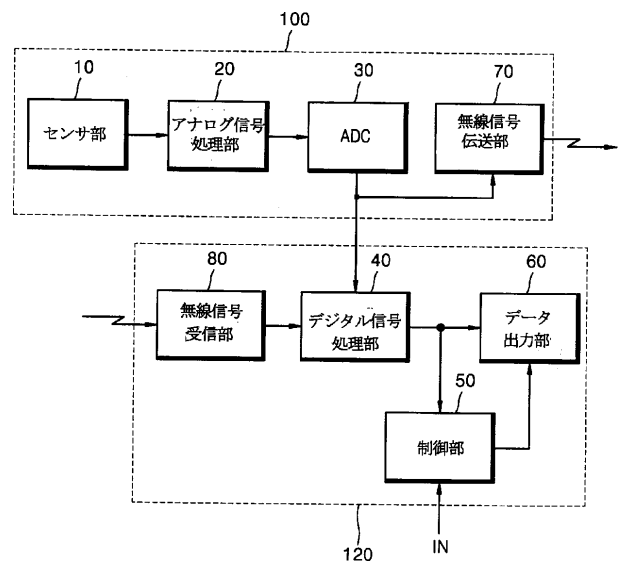 100
10
20
30
70
センサ部
アナログ信号
処理部
ADC
無線信号
伝送部
80
40
60
無線信号
受信部
デジタル信号
処理部
データ
出力部
50
制御部
120
IN